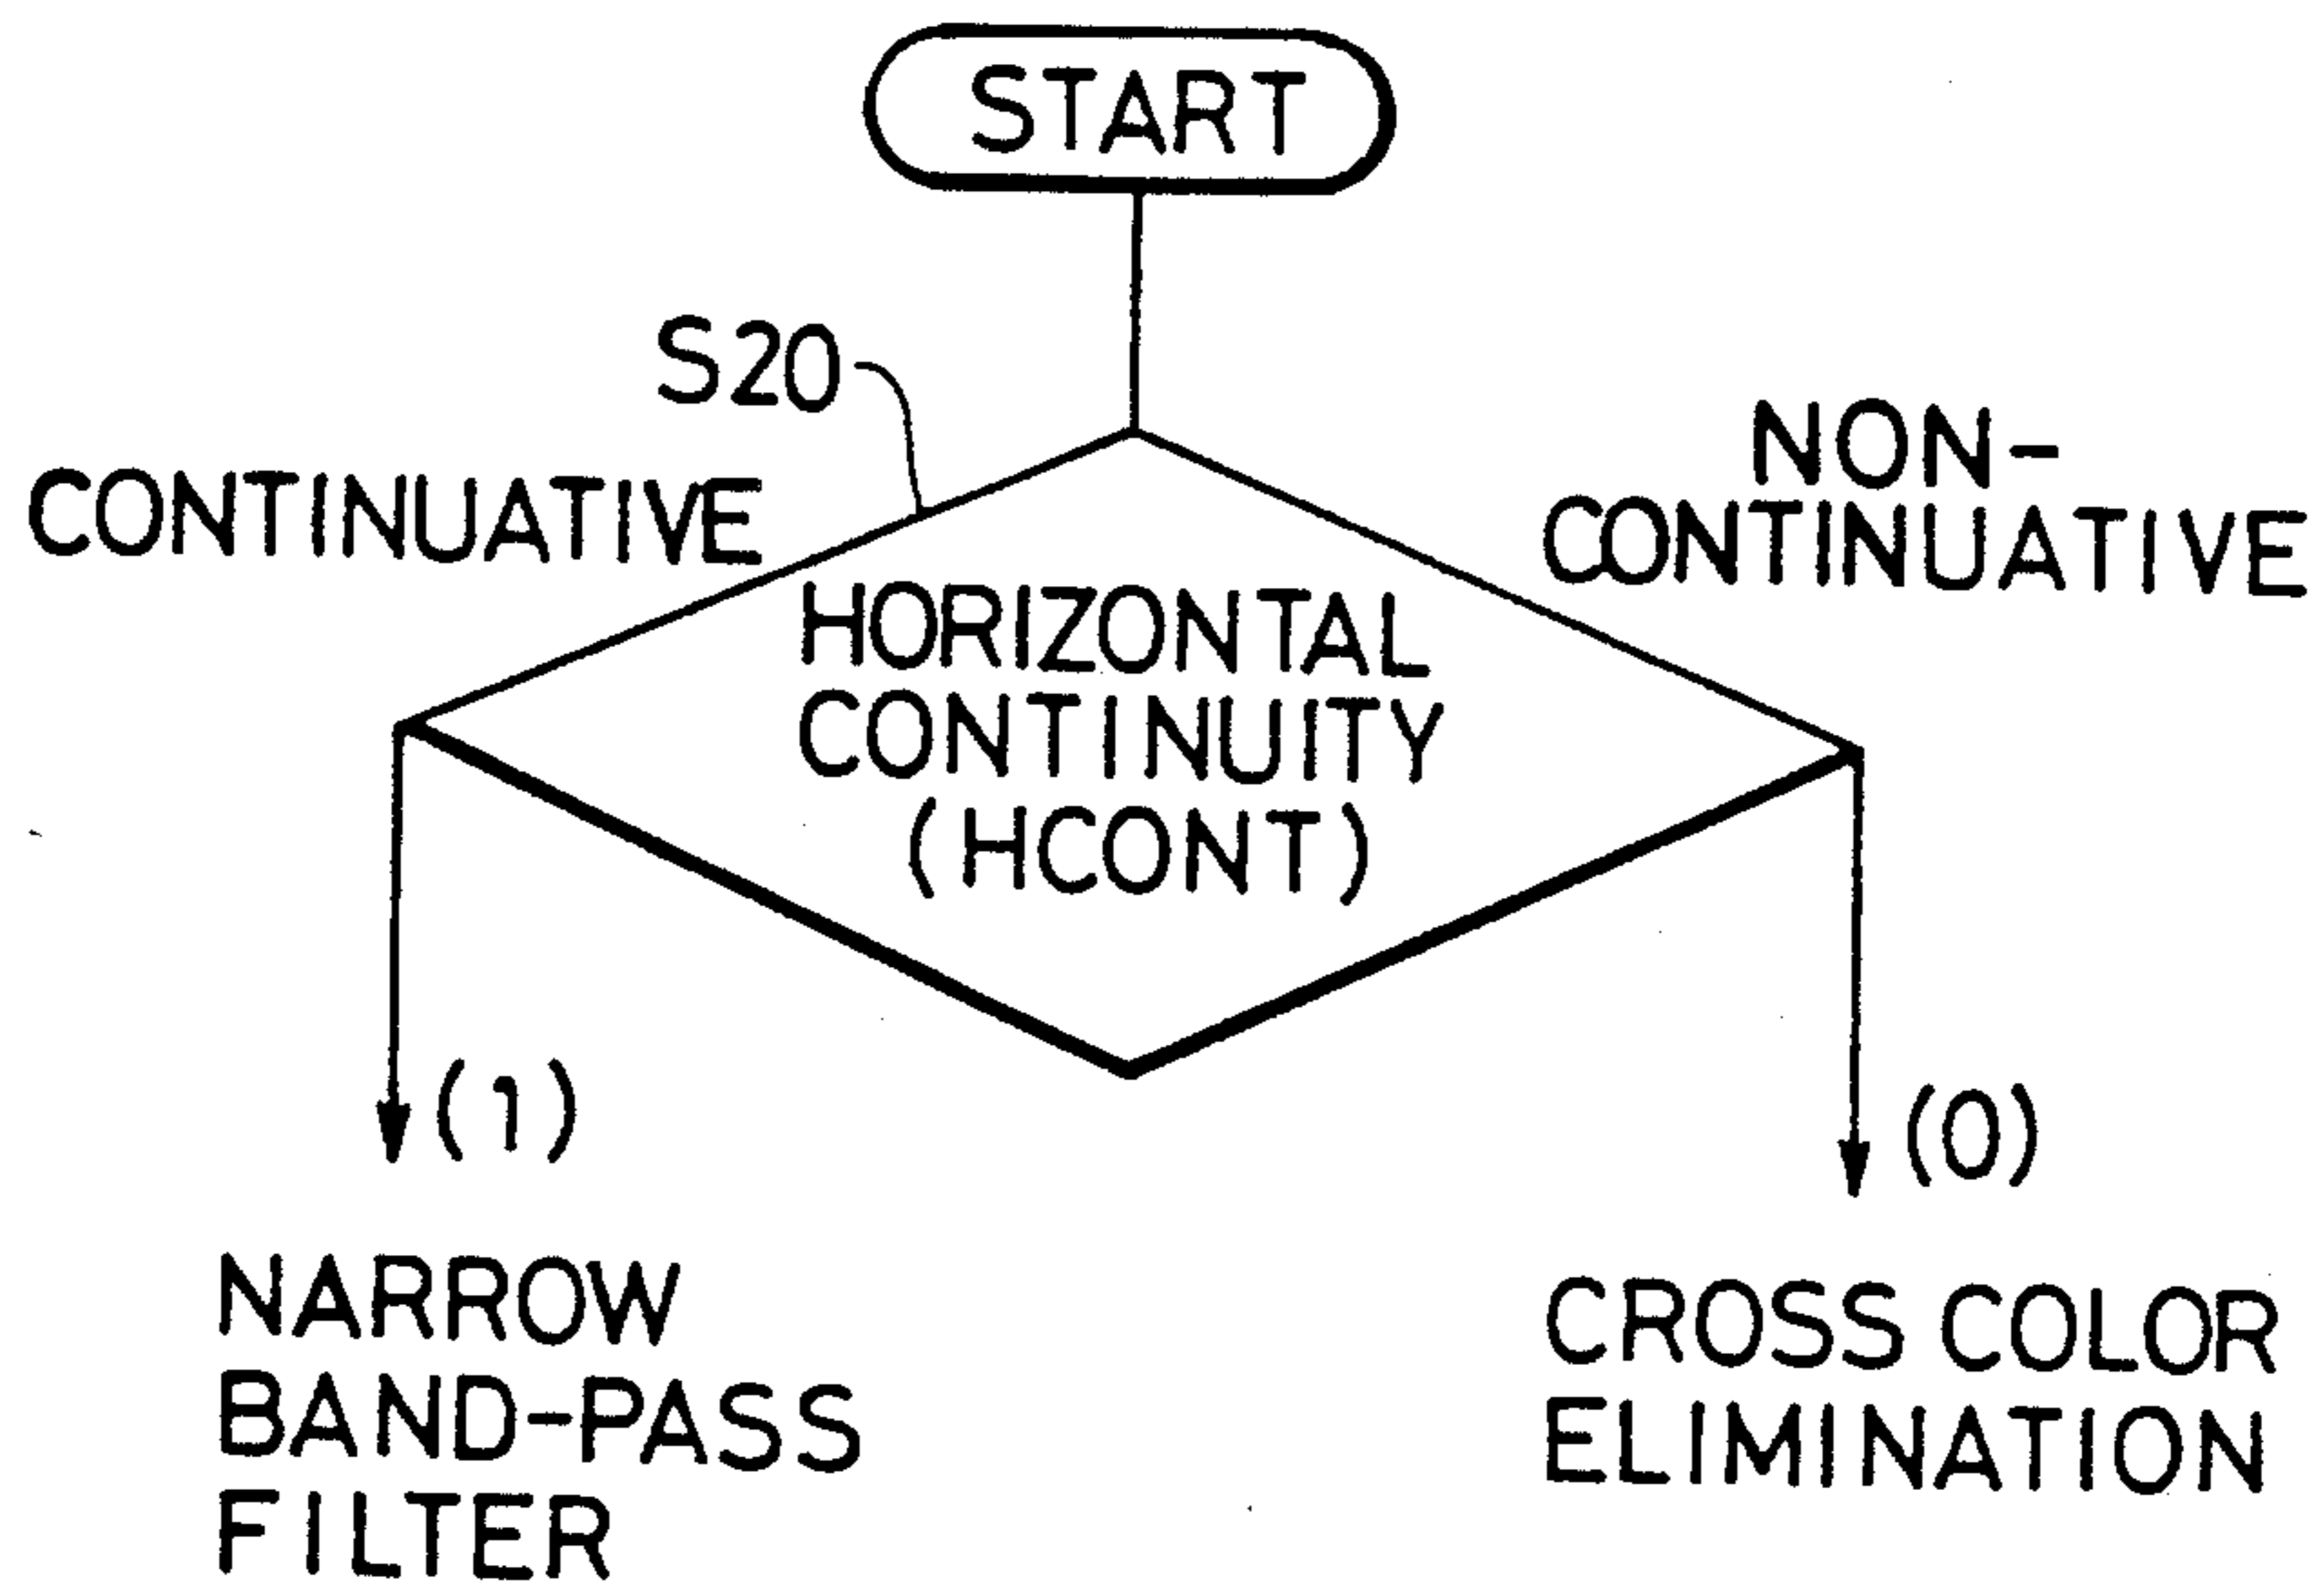 START
S20
CONTINUATIVE
NON-
CONTINUATIVE
HORIZONTAL
CONTINUITY
(HCONT)
(1)
(0)
NARROW
BAND-PASS
FILTER
CROSS COLOR
ELIMINATION